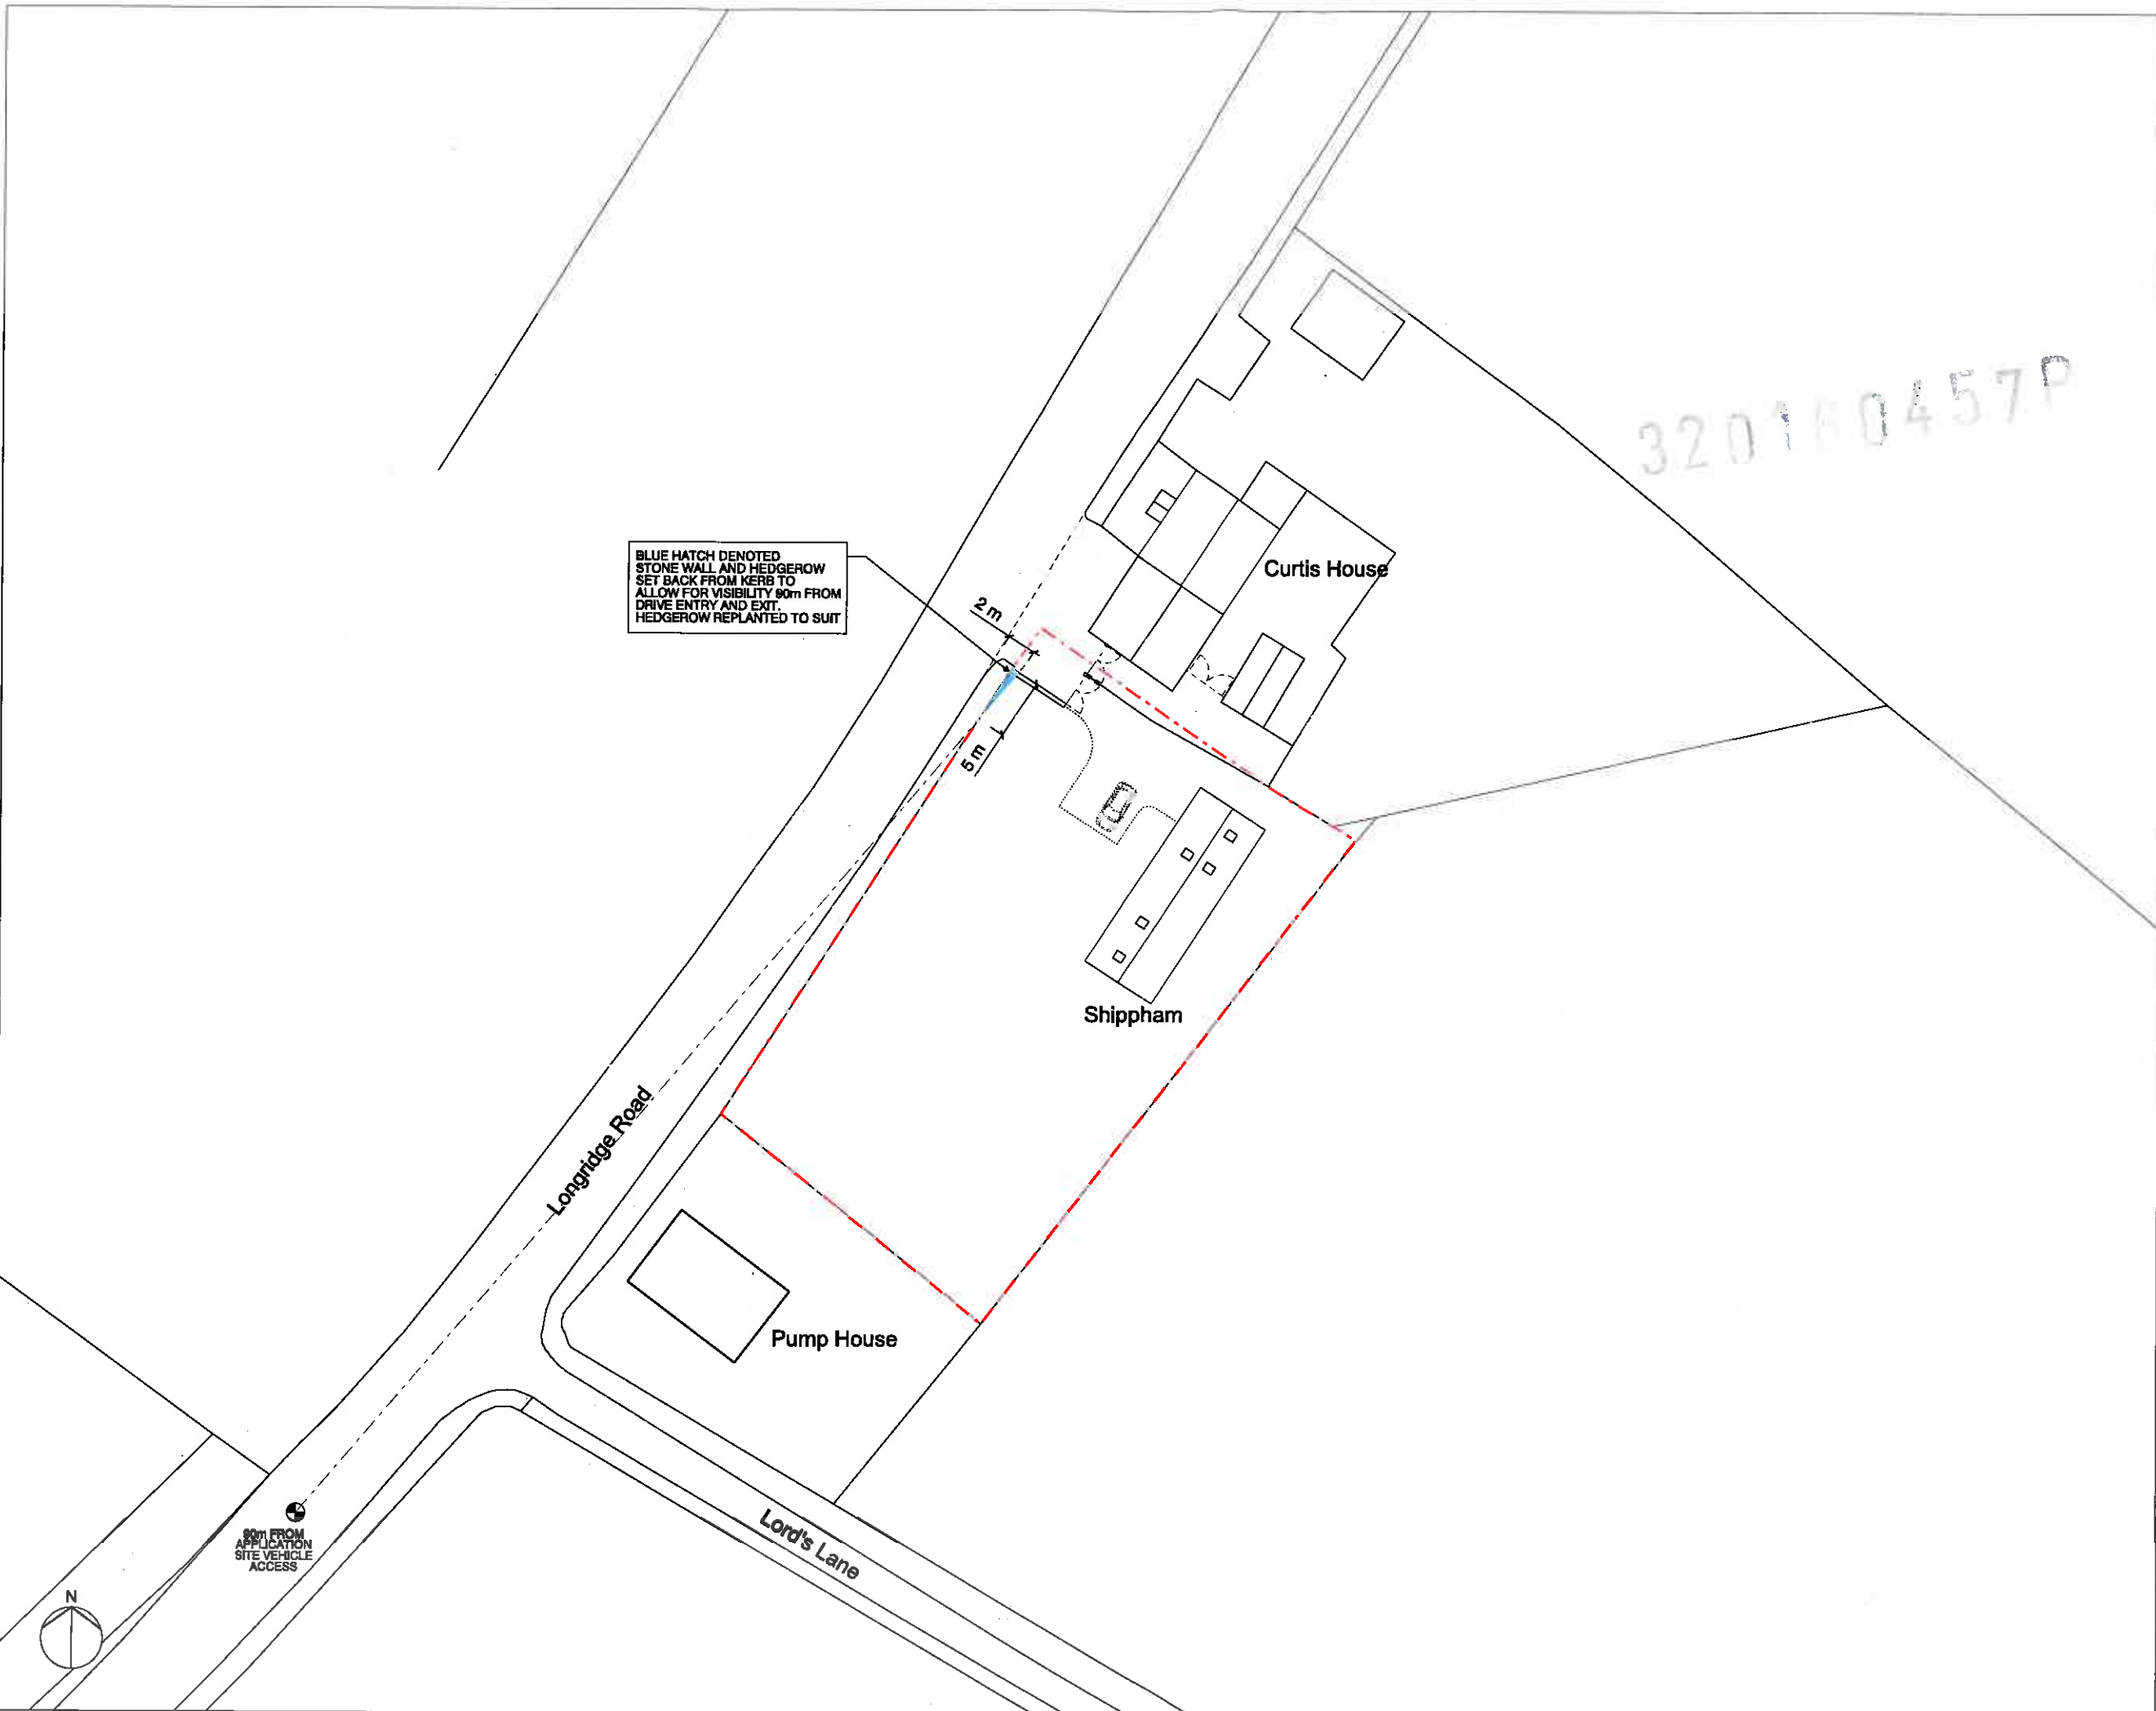 320160457P
BLUE HATCH DENOTED
STONE WALL AND HEDGEROW
SET BACK FROM KERB TO
ALLOW FOR VISIBILITY 90m FROM
DRIVE ENTRY AND EXIT.
HEDGEROW REPLANTED TO SUIT
Curtis House
2 m
5 m
Shippham
Longridge Road
Pump House
Lord's Lane
90m FROM
APPLICATION
SITE VEHICLE
ACCESS
N